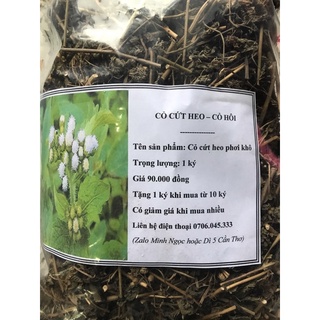 CỎ CỨT HEO – CỎ HÔI
Tên sản phẩm: Cỏ cứt heo phơi khô
Trọng lượng: 1 ký
Giá 90.000 đồng
Tặng 1 ký khi mua từ 10 ký
Có giảm giá khi mua nhiều
Liên hệ điện thoại 0706.045.333
(Zalo Minh Ngọc hoặc Dì 5 Cần Thơ)